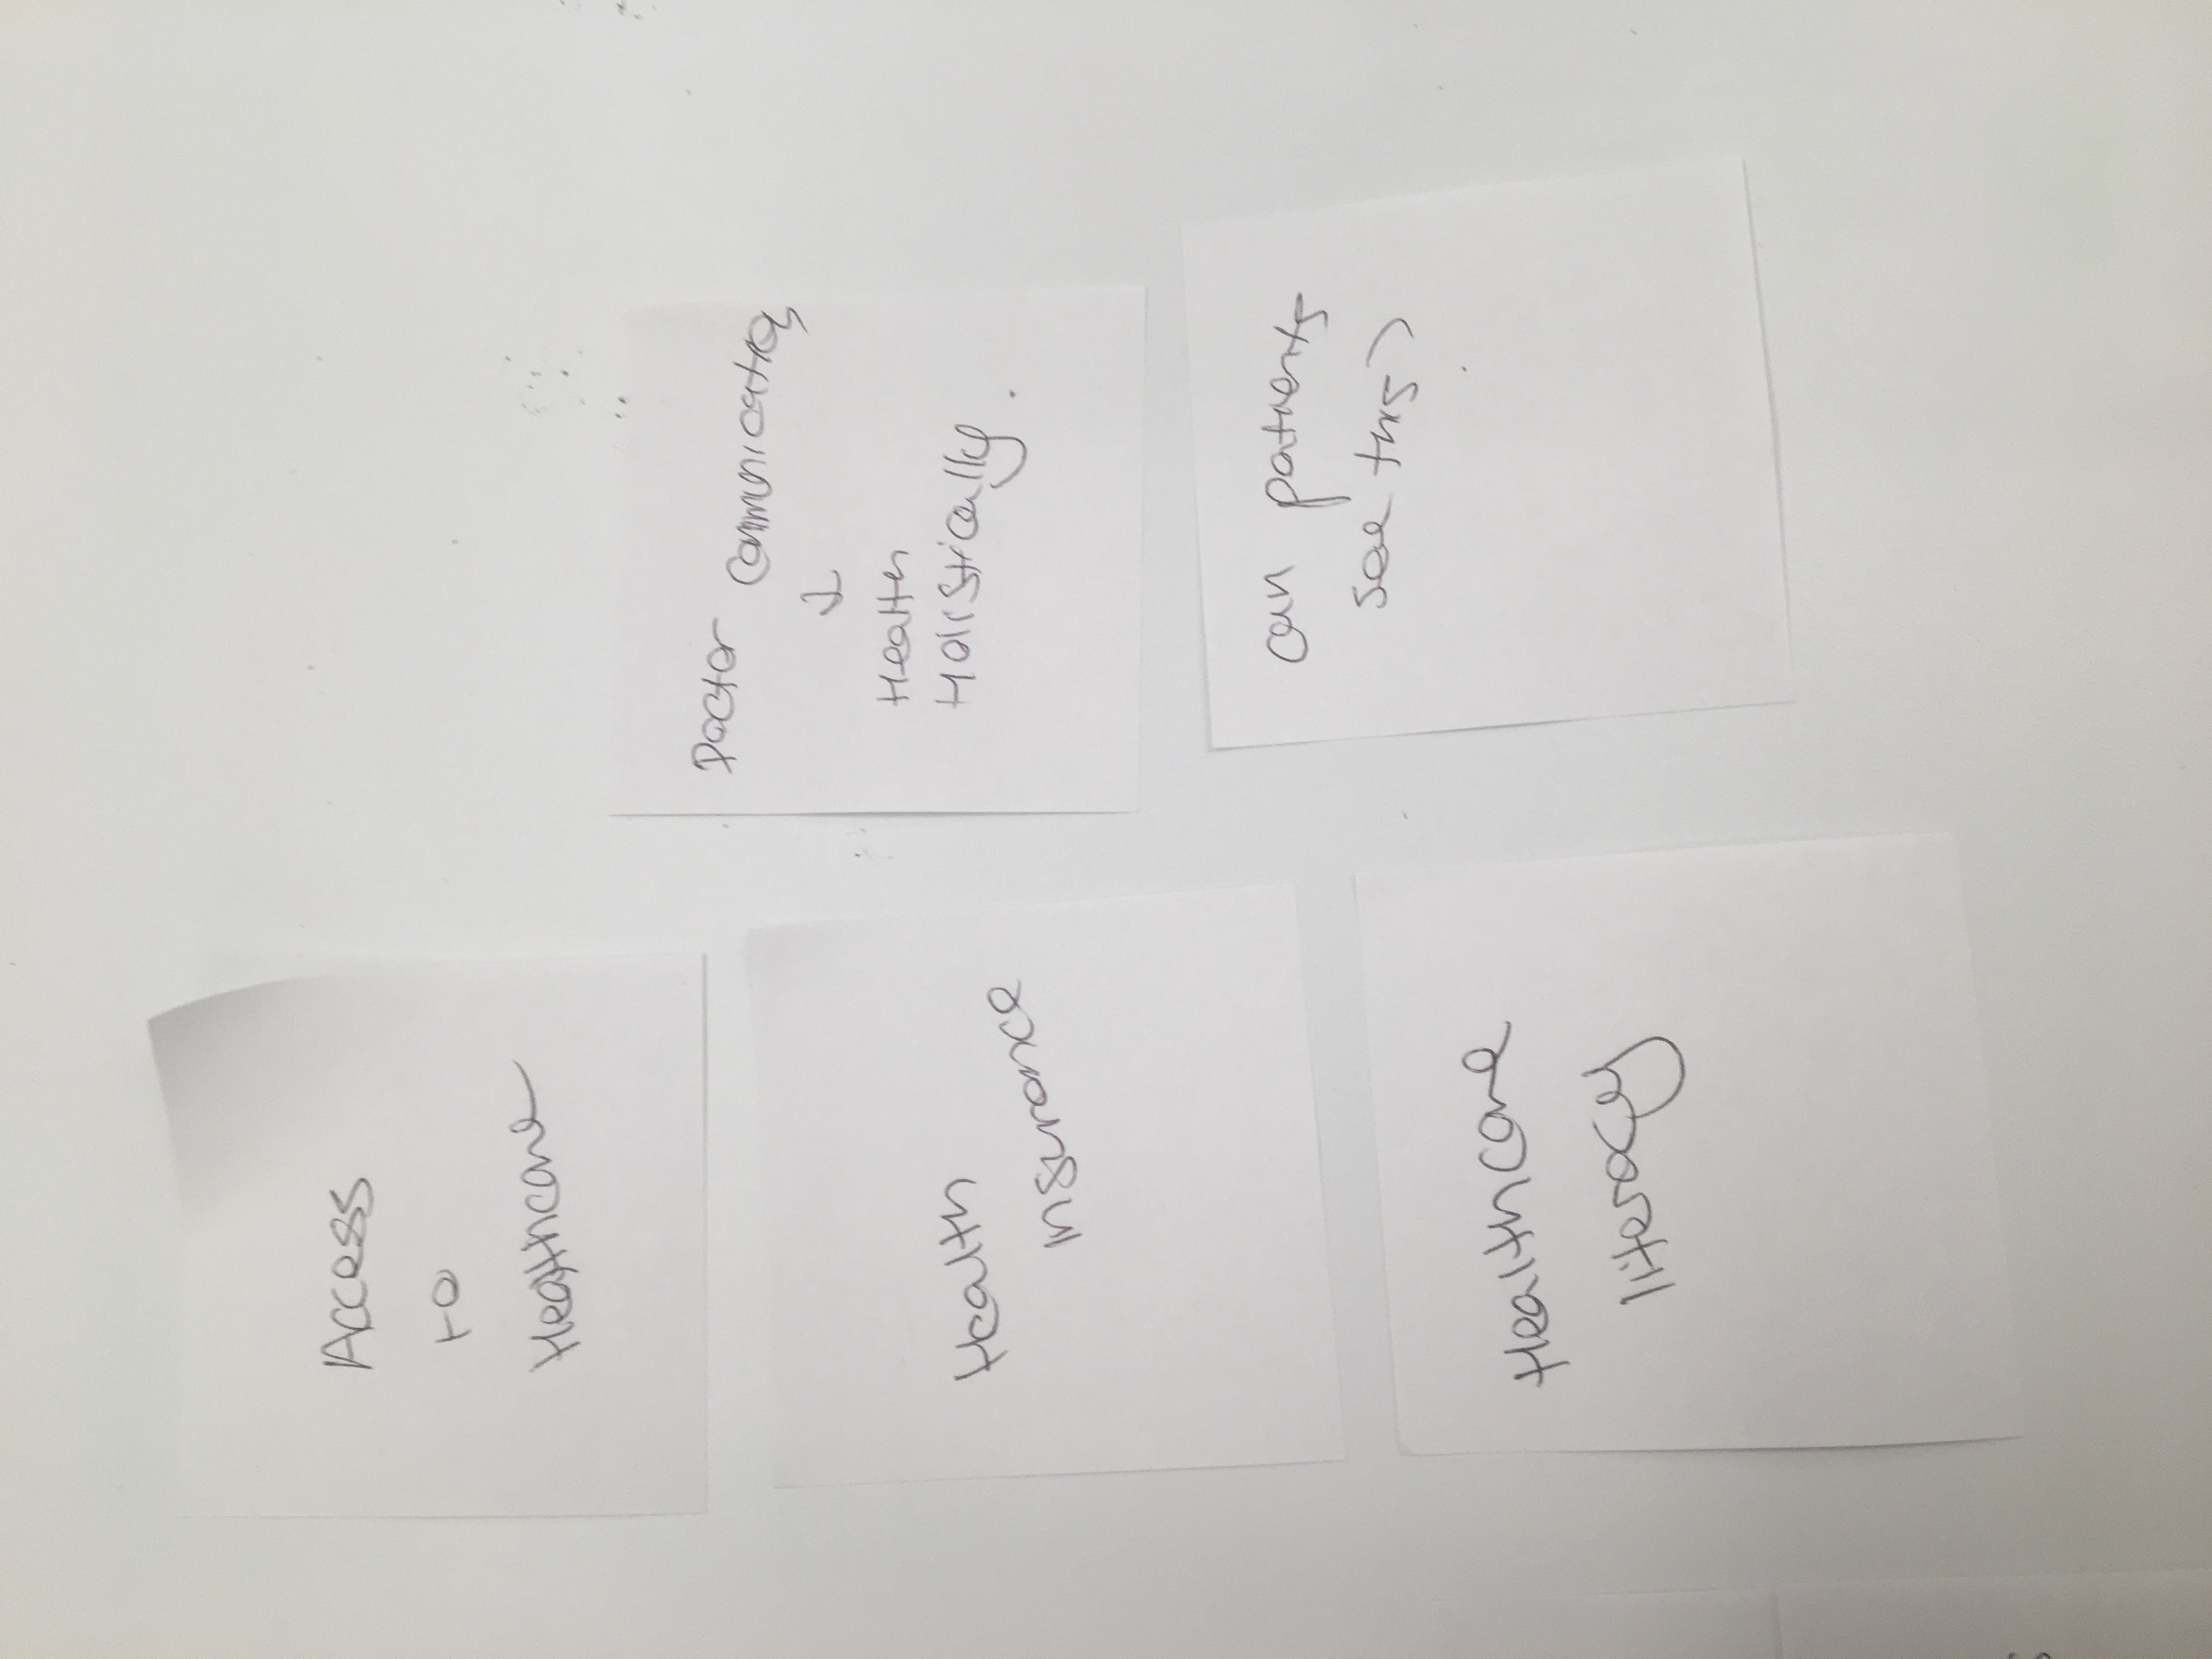 Access
to
Healthcare
Health
Insurance
Healthcare
literacy
Doctor Communication
↓
Health
Holistically.
can patients
see this?